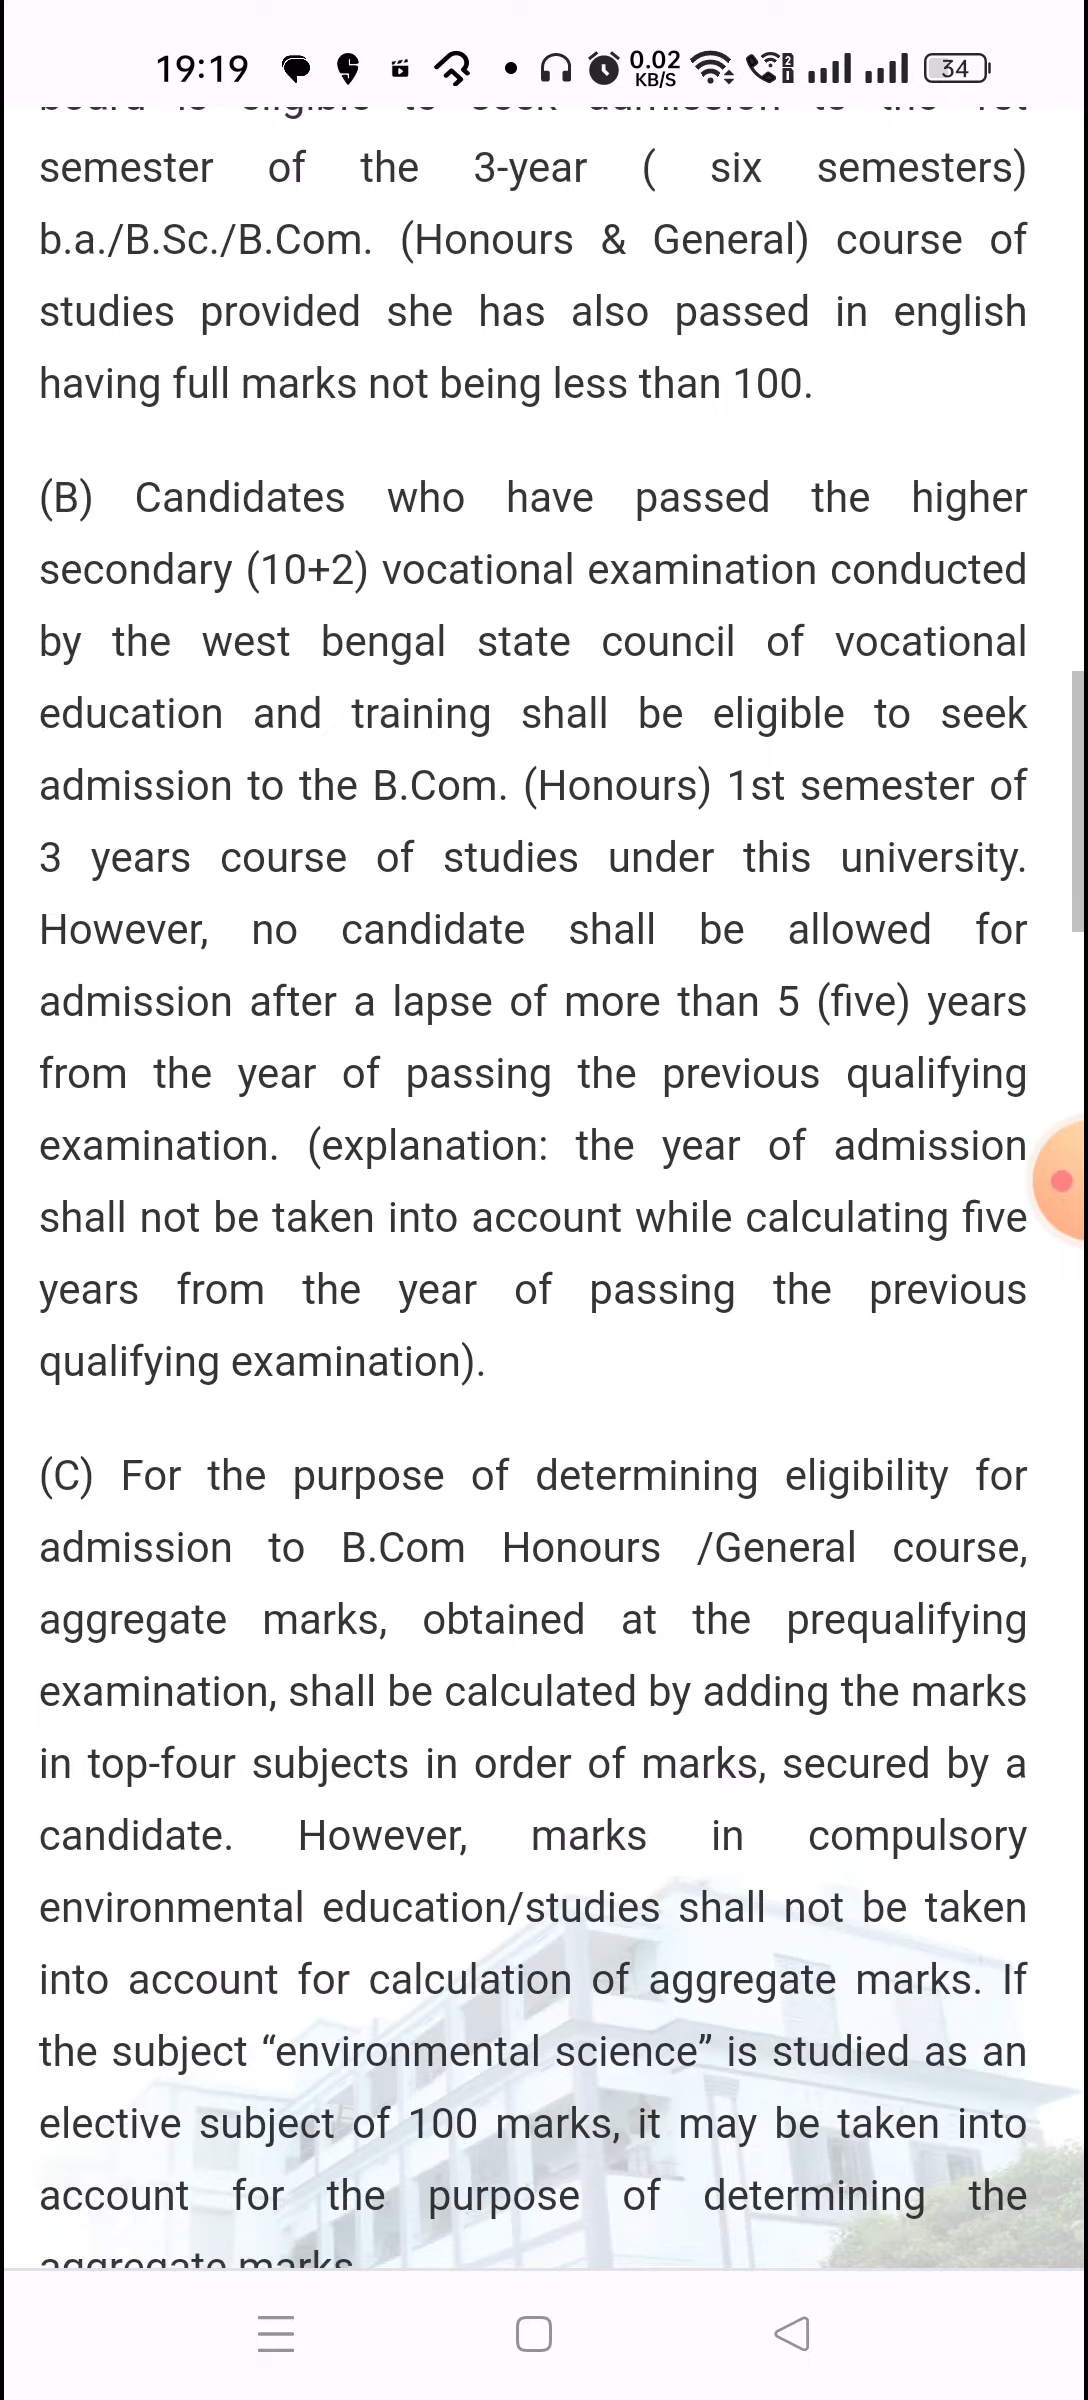 19:19 0.02 KB/S 34
semester of the 3-year ( six semesters)
b.a./B.Sc./B.Com. (Honours & General) course of
studies provided she has also passed in english
having full marks not being less than 100.
(B) Candidates who have passed the higher
secondary (10+2) vocational examination conducted
by the west bengal state council of vocational
education and training shall be eligible to seek
admission to the B.Com. (Honours) 1st semester of
3 years course of studies under this university.
However, no candidate shall be allowed for
admission after a lapse of more than 5 (five) years
from the year of passing the previous qualifying
examination. (explanation: the year of admission
shall not be taken into account while calculating five
years from the year of passing the previous
qualifying examination).
(C) For the purpose of determining eligibility for
admission to B.Com Honours /General course,
aggregate marks, obtained at the prequalifying
examination, shall be calculated by adding the marks
in top-four subjects in order of marks, secured by a
candidate. However, marks in compulsory
environmental education/studies shall not be taken
into account for calculation of aggregate marks. If
the subject “environmental science” is studied as an
elective subject of 100 marks, it may be taken into
account for the purpose of determining the
aggregate marks